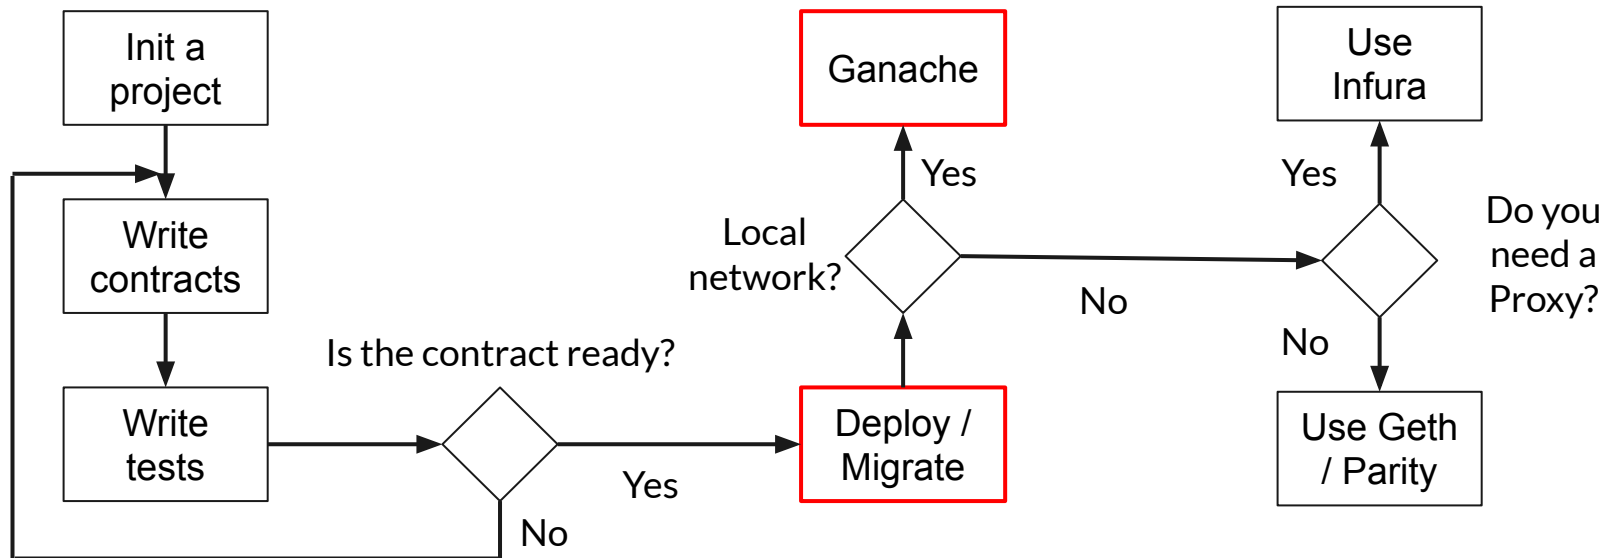 Init a
project
Write
contracts
Write
tests
Is the contract ready?
Yes
No
Deploy /
Migrate
Local
network?
Yes
Ganache
No
Do you
need a
Proxy?
Yes
Use
Infura
No
Use Geth
/ Parity